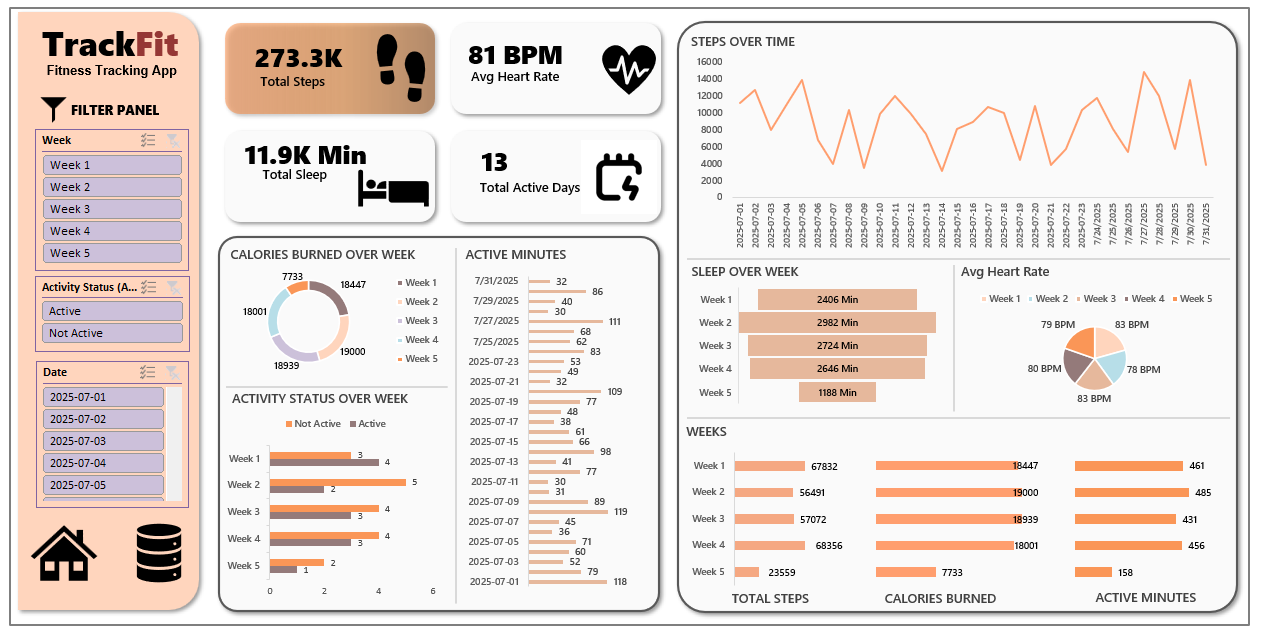 TrackFit
Fitness Tracking App
FILTER PANEL
Week
Week 1
Week 2
Week 3
Week 4
Week 5
Activity Status (A...
Active
Not Active
Date
2025-07-01
2025-07-02
2025-07-03
2025-07-04
2025-07-05
273.3K
Total Steps
81 BPM
Avg Heart Rate
11.9K Min
Total Sleep
13
Total Active Days
CALORIES BURNED OVER WEEK
7733
18447
18001
19000
18939
Week 1
Week 2
Week 3
Week 4
Week 5
ACTIVITY STATUS OVER WEEK
Not Active
Active
Week 1 3 4
Week 2 5 2
Week 3 4 3
Week 4 4 3
Week 5 2 1
0 2 4 6
ACTIVE MINUTES
7/31/2025 32
86
7/29/2025 40
30
7/27/2025 111
68
7/25/2025 62
83
2025-07-23 53
49
2025-07-21 32
109
2025-07-19 77
48
2025-07-17 38
61
2025-07-15 66
98
2025-07-13 41
77
2025-07-11 30
31
2025-07-09 89
119
2025-07-07 45
36
2025-07-05 71
60
2025-07-03 52
79
2025-07-01 118
STEPS OVER TIME
16000
14000
12000
10000
8000
6000
4000
2000
0
2025-07-01
2025-07-02
2025-07-03
2025-07-04
2025-07-05
2025-07-06
2025-07-07
2025-07-08
2025-07-09
2025-07-10
2025-07-11
2025-07-12
2025-07-13
2025-07-14
2025-07-15
2025-07-16
2025-07-17
2025-07-18
2025-07-19
2025-07-20
2025-07-21
2025-07-22
2025-07-23
7/24/2025
7/25/2025
7/26/2025
7/27/2025
7/28/2025
7/29/2025
7/30/2025
7/31/2025
SLEEP OVER WEEK
Week 1 2406 Min
Week 2 2982 Min
Week 3 2724 Min
Week 4 2646 Min
Week 5 1188 Min
Avg Heart Rate
Week 1 Week 2 Week 3 Week 4 Week 5
79 BPM
83 BPM
80 BPM
78 BPM
83 BPM
WEEKS
Week 1 67832 18447 461
Week 2 56491 19000 485
Week 3 57072 18939 431
Week 4 68356 18001 456
Week 5 23559 7733 158
TOTAL STEPS CALORIES BURNED ACTIVE MINUTES